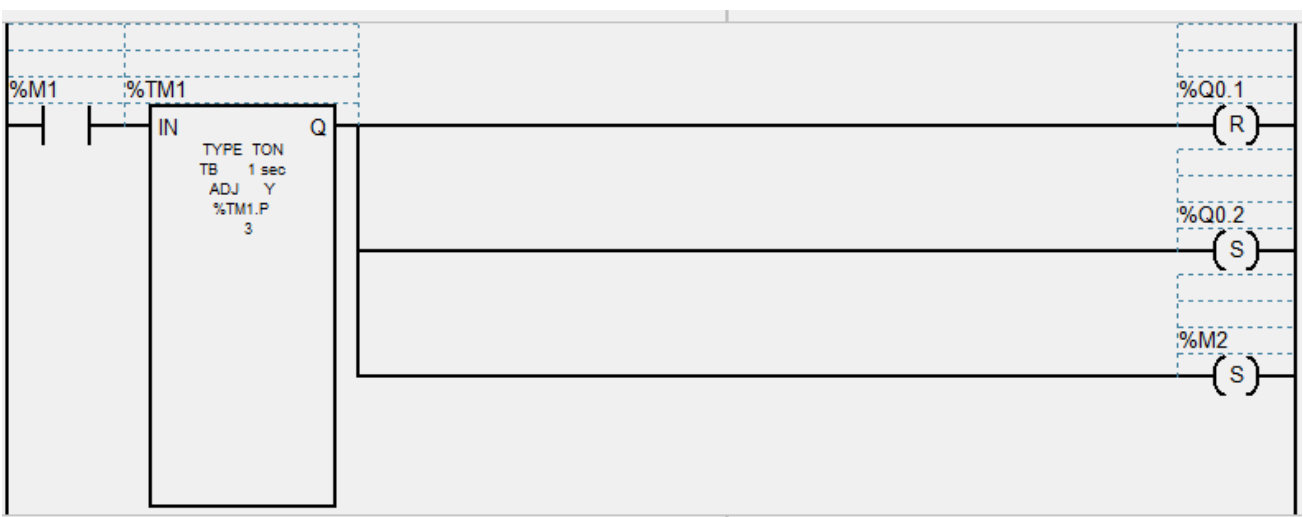 %M1 %TM1 %Q0.1
IN Q R
TYPE TON
TB 1 sec
ADJ Y
%TM1.P
3
%Q0.2
S
%M2
S